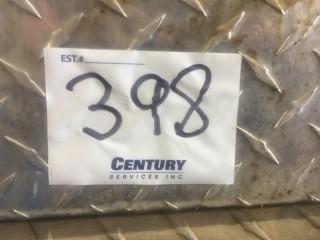 EST.#
398
CENTURY
SERVICES INC.